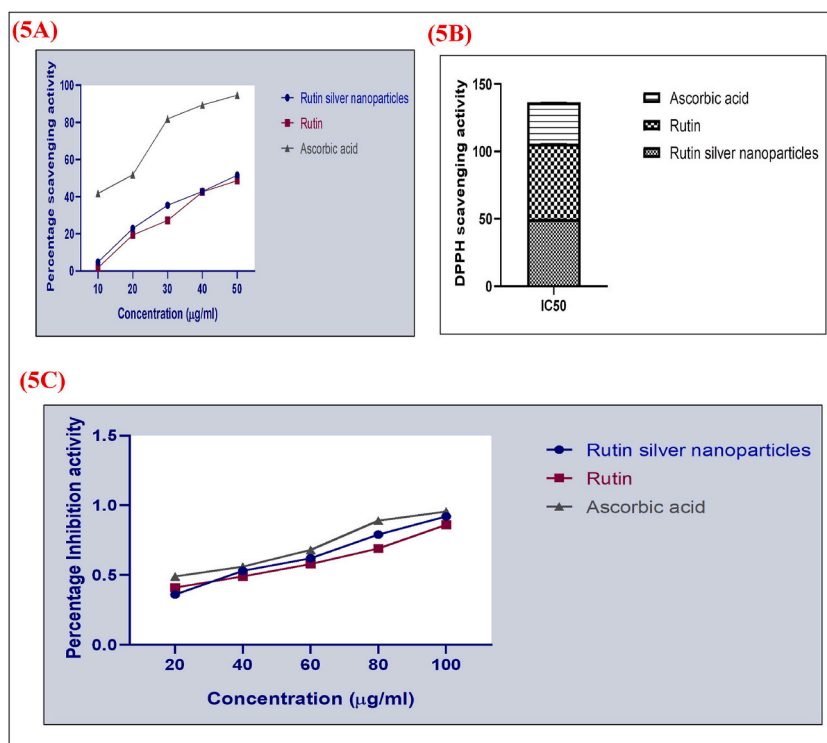 (5A)
Percentage scavenging activity
100
80
60
40
20
0
10 20 30 40 50
Concentration (μg/ml)
Rutin silver nanoparticles
Rutin
Ascorbic acid
(5B)
DPPH scavenging activity
150
100
50
0
IC50
Ascorbic acid
Rutin
Rutin silver nanoparticles
(5C)
Percentage Inhibition activity
1.5
1.0
0.5
0.0
20 40 60 80 100
Concentration (μg/ml)
Rutin silver nanoparticles
Rutin
Ascorbic acid